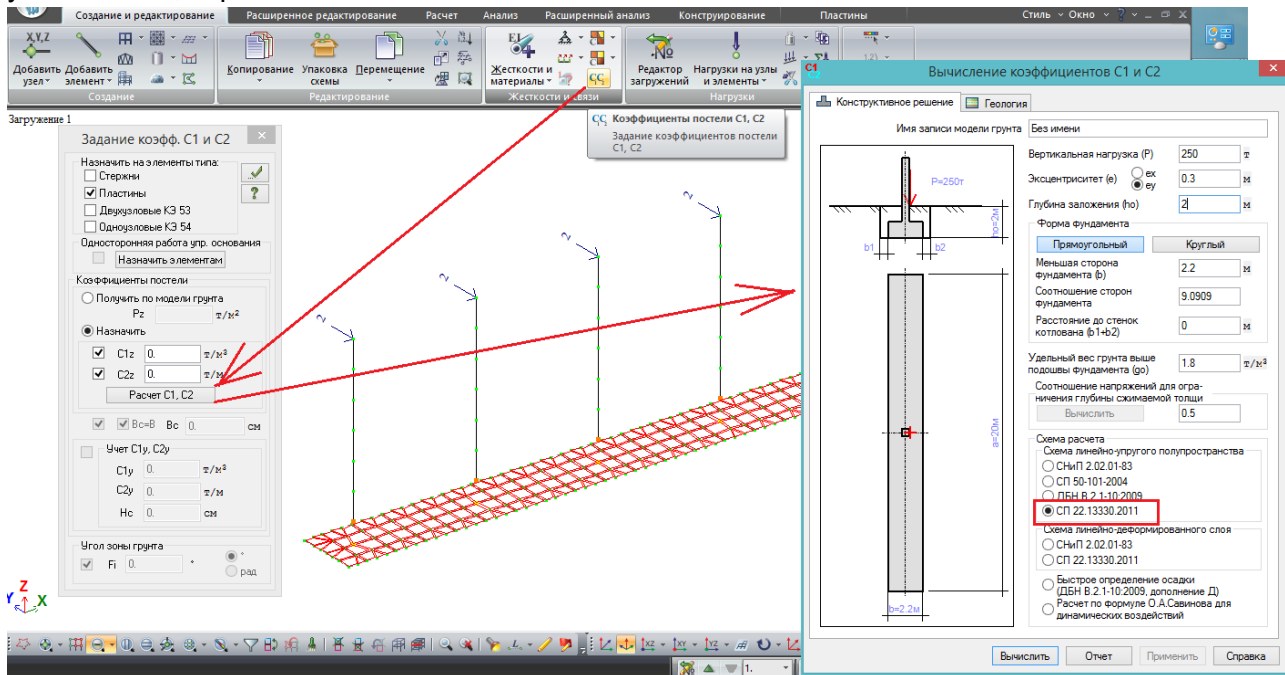 Создание и редактирование Расширенное редактирование Расчет Анализ Расширенный анализ Конструирование Пластины Стиль Окно
X,Y,Z
Добавить узел
Добавить элемент
Создание
Копирование
Упаковка схемы
Перемещение
Редактирование
Жесткости и материалы
Жесткости и связи
Редактор загружений
Нагрузки на узлы и элементы
Нагрузки
Загружение 1
Коэффициенты постели C1, C2
Задание коэффициентов постели
C1, C2
Задание коэфф. C1 и C2
Назначить на элементы типа:
Стержни
Пластины
Двухузловые КЭ 53
Одноузловые КЭ 54
Односторонняя работа упр. основания
Назначить элементам
Коэффициенты постели
Получить по модели грунта
Pz т/м²
Назначить
C1z 0. т/м³
C2z 0. т/м
Расчет C1, C2
Bc=B Bc 0. см
Учет C1y, C2y
C1y 0. т/м³
C2y 0. т/м
Hc 0. см
Угол зоны грунта
Fi 0. °
°
рад
2
2
2
2
Z
Y X
1.
C1
Вычисление коэффициентов C1 и C2
Конструктивное решение Геология
Имя записи модели грунта Без имени
P=250т
ho=2м
b1 b2
a=20м
b=2.2м
Вертикальная нагрузка (P) 250 т
Эксцентриситет (e) ex ey 0.3 м
Глубина заложения (ho) 2 м
Форма фундамента
Прямоугольный Круглый
Меньшая сторона
фундамента (b) 2.2 м
Соотношение сторон
фундамента 9.0909
Расстояние до стенок
котлована (b1+b2) 0 м
Удельный вес грунта выше
подошвы фундамента (go) 1.8 т/м³
Соотношение напряжений для огра-
ничения глубины сжимаемой толщи
Вычислить 0.5
Схема расчета
Схема линейно-упругого полупространства
СНиП 2.02.01-83
СП 50-101-2004
ДБН В.2.1-10:2009
СП 22.13330.2011
Схема линейно-деформированного слоя
СНиП 2.02.01-83
СП 22.13330.2011
Быстрое определение осадки
(ДБН В.2.1-10:2009, дополнение Д)
Расчет по формуле О.А.Савинова для
динамических воздействий
Вычислить Отчет Применить Справка